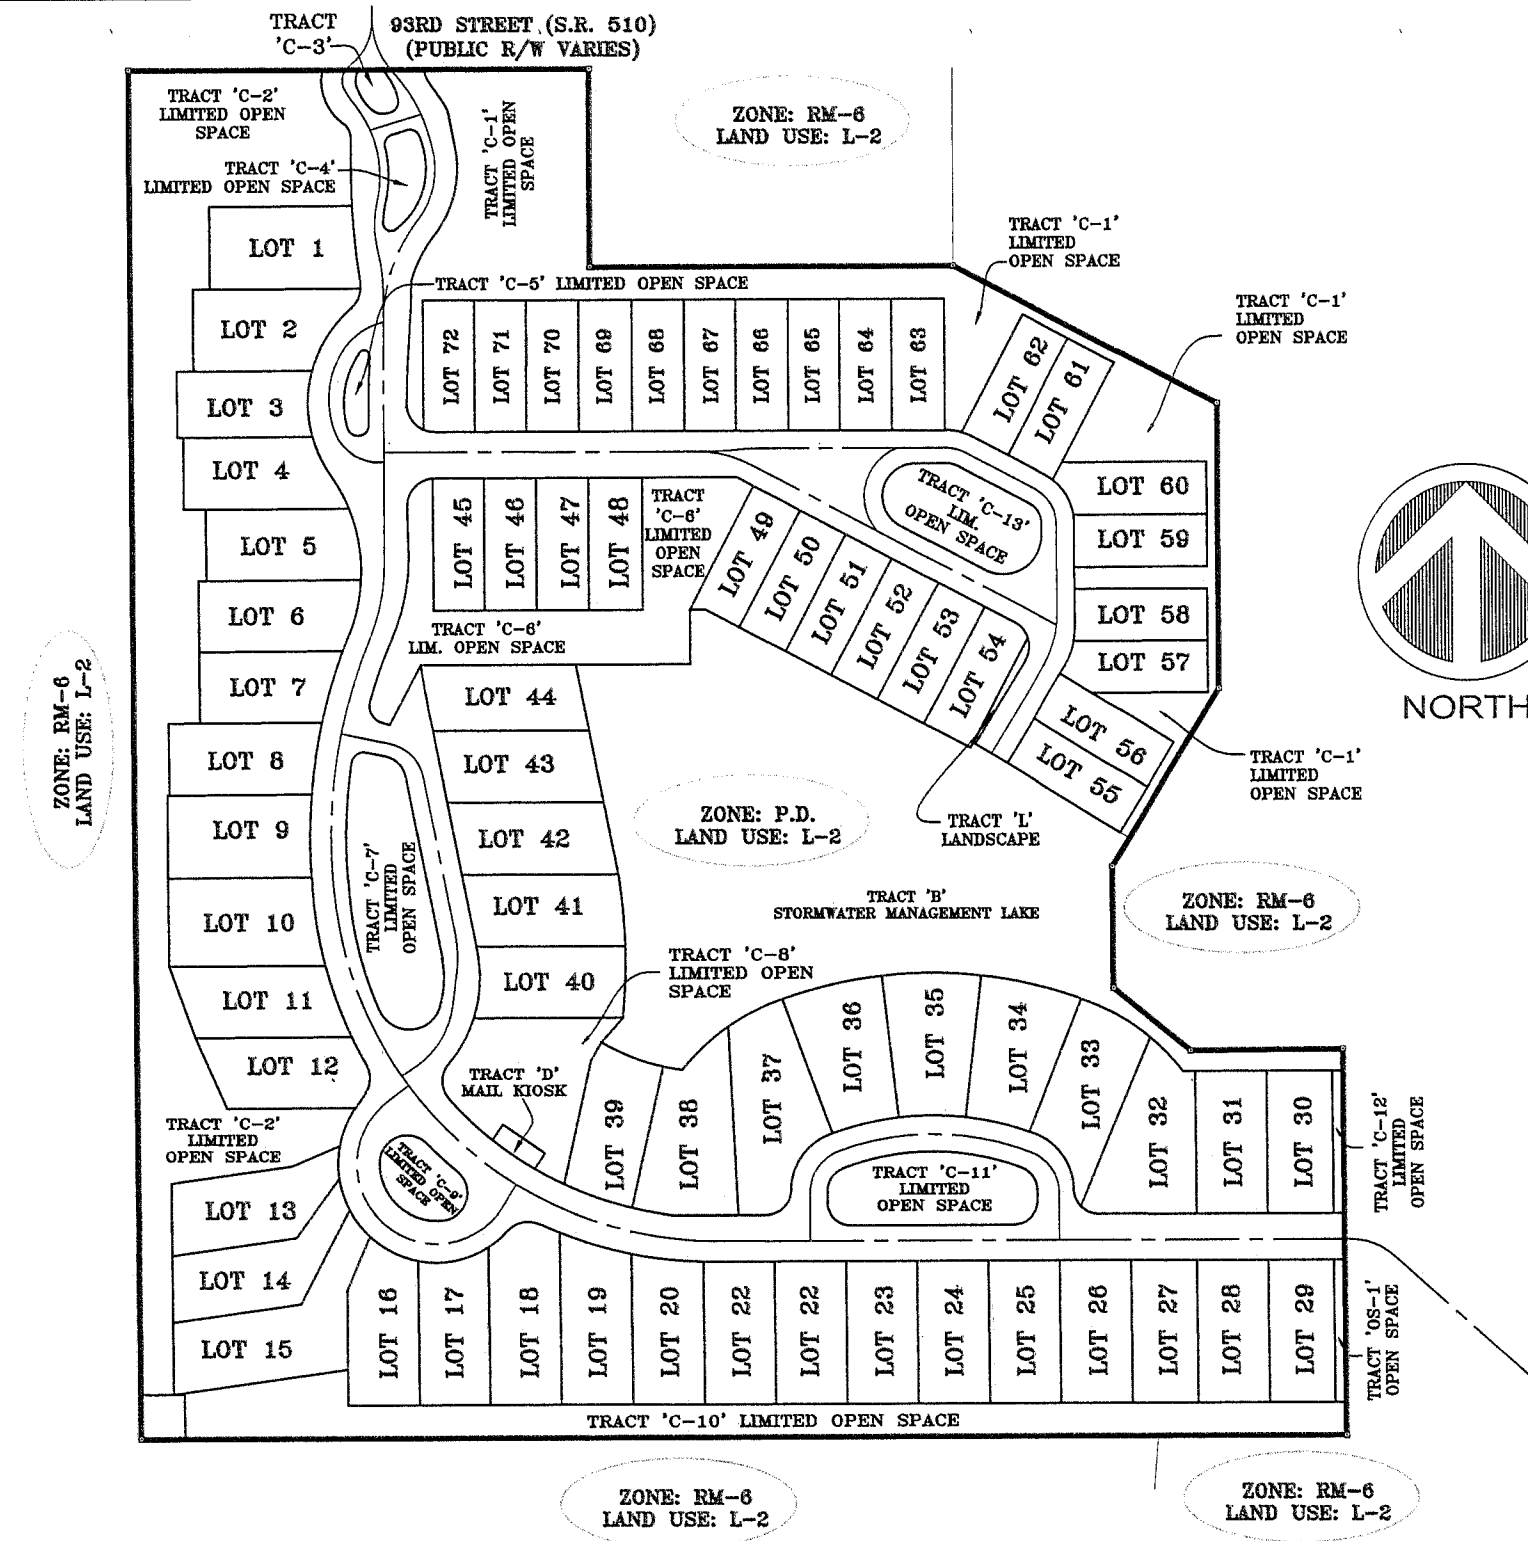 TRACT
'C-3'
93RD STREET (S.R. 510)
(PUBLIC R/W VARIES)
TRACT 'C-2'
LIMITED OPEN
SPACE
TRACT 'C-1'
LIMITED OPEN
SPACE
ZONE: RM-6
LAND USE: L-2
TRACT 'C-4'
LIMITED OPEN SPACE
TRACT 'C-1'
LIMITED
OPEN SPACE
LOT 1
TRACT 'C-5' LIMITED OPEN SPACE
TRACT 'C-1'
LIMITED
OPEN SPACE
LOT 2
LOT 72
LOT 71
LOT 70
LOT 69
LOT 68
LOT 67
LOT 66
LOT 65
LOT 64
LOT 63
LOT 62
LOT 61
LOT 3
LOT 4
LOT 45
LOT 46
LOT 47
LOT 48
TRACT
'C-6'
LIMITED
OPEN
SPACE
TRACT 'C-13'
LIM.
OPEN SPACE
LOT 60
LOT 59
LOT 58
LOT 57
NORTH
LOT 5
LOT 49
LOT 50
LOT 51
LOT 52
LOT 53
LOT 54
LOT 6
TRACT 'C-6'
LIM. OPEN SPACE
LOT 7
LOT 44
LOT 56
LOT 55
TRACT 'C-1'
LIMITED
OPEN SPACE
ZONE: RM-6
LAND USE: L-2
LOT 8
LOT 43
ZONE: P.D.
LAND USE: L-2
TRACT 'L'
LANDSCAPE
LOT 9
TRACT 'C-7'
LIMITED
OPEN SPACE
LOT 42
LOT 41
TRACT 'B'
STORMWATER MANAGEMENT LAKE
ZONE: RM-6
LAND USE: L-2
LOT 10
LOT 40
TRACT 'C-8'
LIMITED OPEN
SPACE
LOT 11
LOT 12
TRACT 'D'
MAIL KIOSK
LOT 39
LOT 38
LOT 37
LOT 36
LOT 35
LOT 34
LOT 33
LOT 32
LOT 31
LOT 30
TRACT 'C-12'
LIMITED
OPEN SPACE
TRACT 'C-2'
LIMITED
OPEN SPACE
TRACT 'C-9'
LIMITED OPEN
SPACE
TRACT 'C-11'
LIMITED
OPEN SPACE
LOT 13
LOT 14
LOT 15
LOT 16
LOT 17
LOT 18
LOT 19
LOT 20
LOT 22
LOT 22
LOT 23
LOT 24
LOT 25
LOT 26
LOT 27
LOT 28
LOT 29
TRACT 'OS-1'
OPEN SPACE
TRACT 'C-10' LIMITED OPEN SPACE
ZONE: RM-6
LAND USE: L-2
ZONE: RM-6
LAND USE: L-2